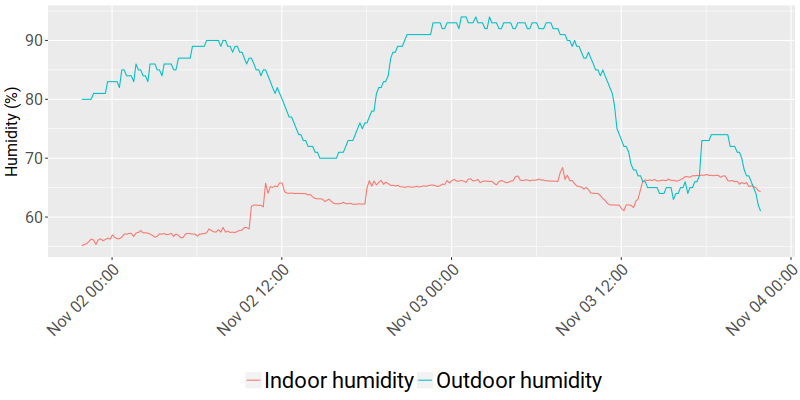 Humidity (%)
90
80
70
60
Nov 02 00:00
Nov 02 12:00
Nov 03 00:00
Nov 03 12:00
Nov 04 00:00
Indoor humidity Outdoor humidity